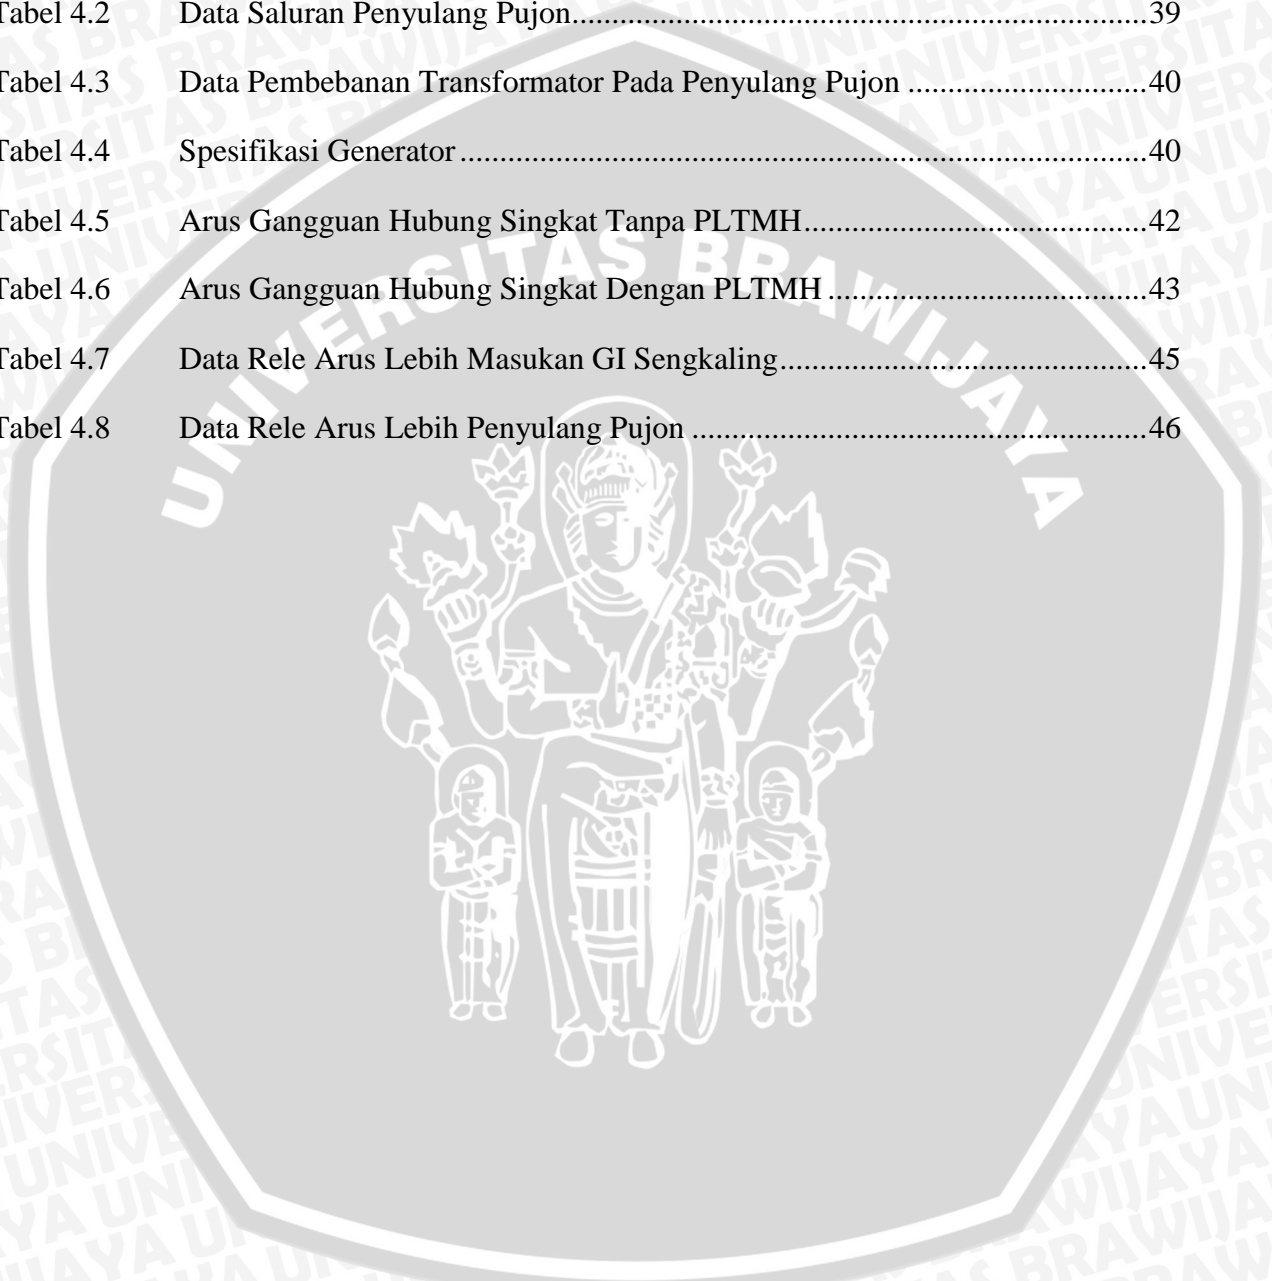 Tabel 4.2 Data Saluran Penyulang Pujon......................................................................39
Tabel 4.3 Data Pembebanan Transformator Pada Penyulang Pujon .............................40
Tabel 4.4 Spesifikasi Generator....................................................................................40
Tabel 4.5 Arus Gangguan Hubung Singkat Tanpa PLTMH..........................................42
Tabel 4.6 Arus Gangguan Hubung Singkat Dengan PLTMH .......................................43
Tabel 4.7 Data Rele Arus Lebih Masukan GI Sengkaling.............................................45
Tabel 4.8 Data Rele Arus Lebih Penyulang Pujon .......................................................46
UNIVERSITAS BRAWIJAYA